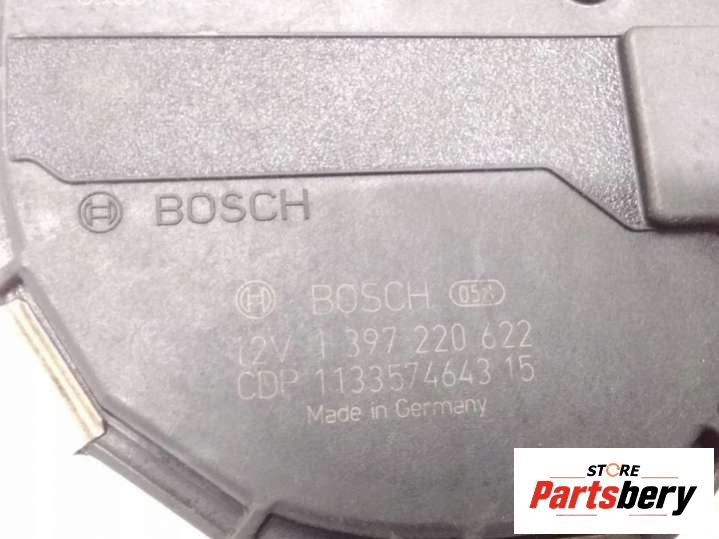 BOSCH
BOSCH
12V 1 397 220 622
CDP 1133574643 15
Made in Germany
STORE
Partsbery